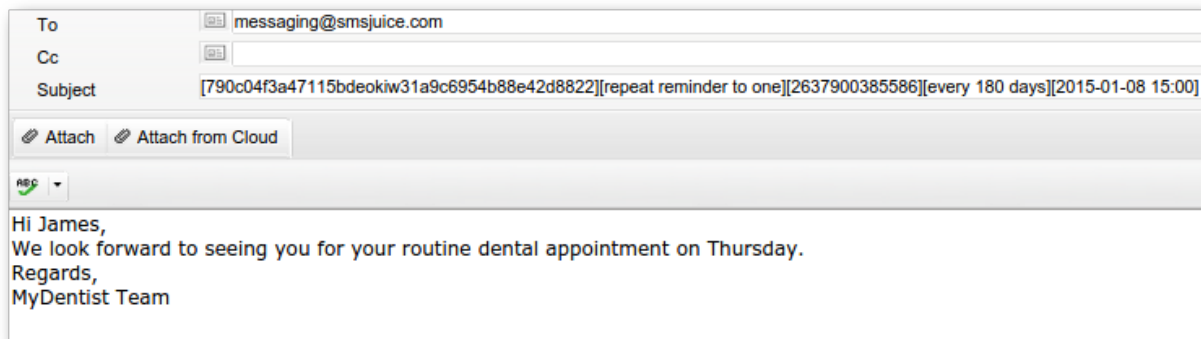 To messaging@smsjuice.com
Cc
Subject [790c04f3a47115bdeokiw31a9c6954b88e42d8822][repeat reminder to one][2637900385586][every 180 days][2015-01-08 15:00]
Attach Attach from Cloud
ABC
Hi James,
We look forward to seeing you for your routine dental appointment on Thursday.
Regards,
MyDentist Team